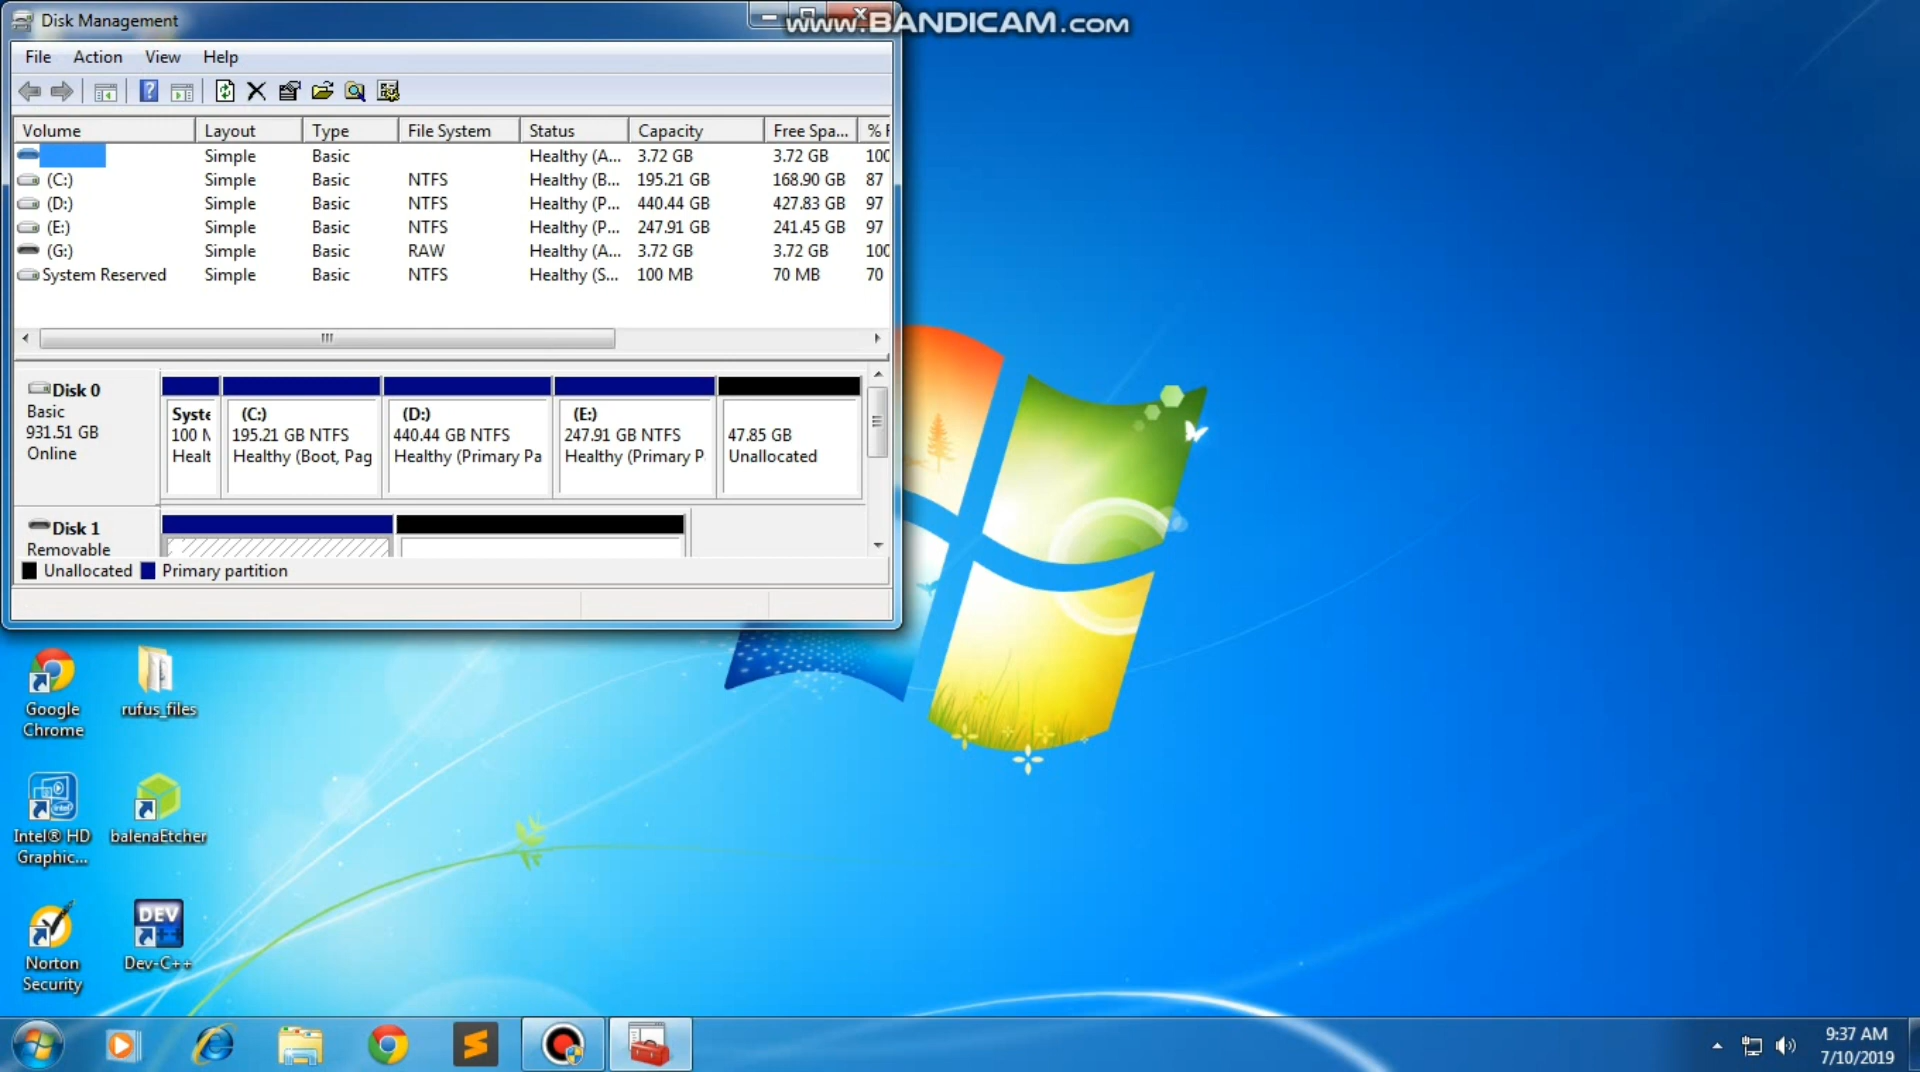 Disk Management
www.BANDICAM.com
File Action View Help
Volume Layout Type File System Status Capacity Free Spa... % F
Simple Basic Healthy (A... 3.72 GB 3.72 GB 100
(C:) Simple Basic NTFS Healthy (B... 195.21 GB 168.90 GB 87
(D:) Simple Basic NTFS Healthy (P... 440.44 GB 427.83 GB 97
(E:) Simple Basic NTFS Healthy (P... 247.91 GB 241.45 GB 97
(G:) Simple Basic RAW Healthy (A... 3.72 GB 3.72 GB 100
System Reserved Simple Basic NTFS Healthy (S... 100 MB 70 MB 70
Disk 0
Basic
931.51 GB
Online
Syste
100 M
Healt
(C:)
195.21 GB NTFS
Healthy (Boot, Pag
(D:)
440.44 GB NTFS
Healthy (Primary Pa
(E:)
247.91 GB NTFS
Healthy (Primary P
47.85 GB
Unallocated
Disk 1
Removable
Unallocated Primary partition
Google
Chrome
rufus_files
Intel® HD
Graphic...
balenaEtcher
Norton
Security
DEV
Dev-C++
9:37 AM
7/10/2019